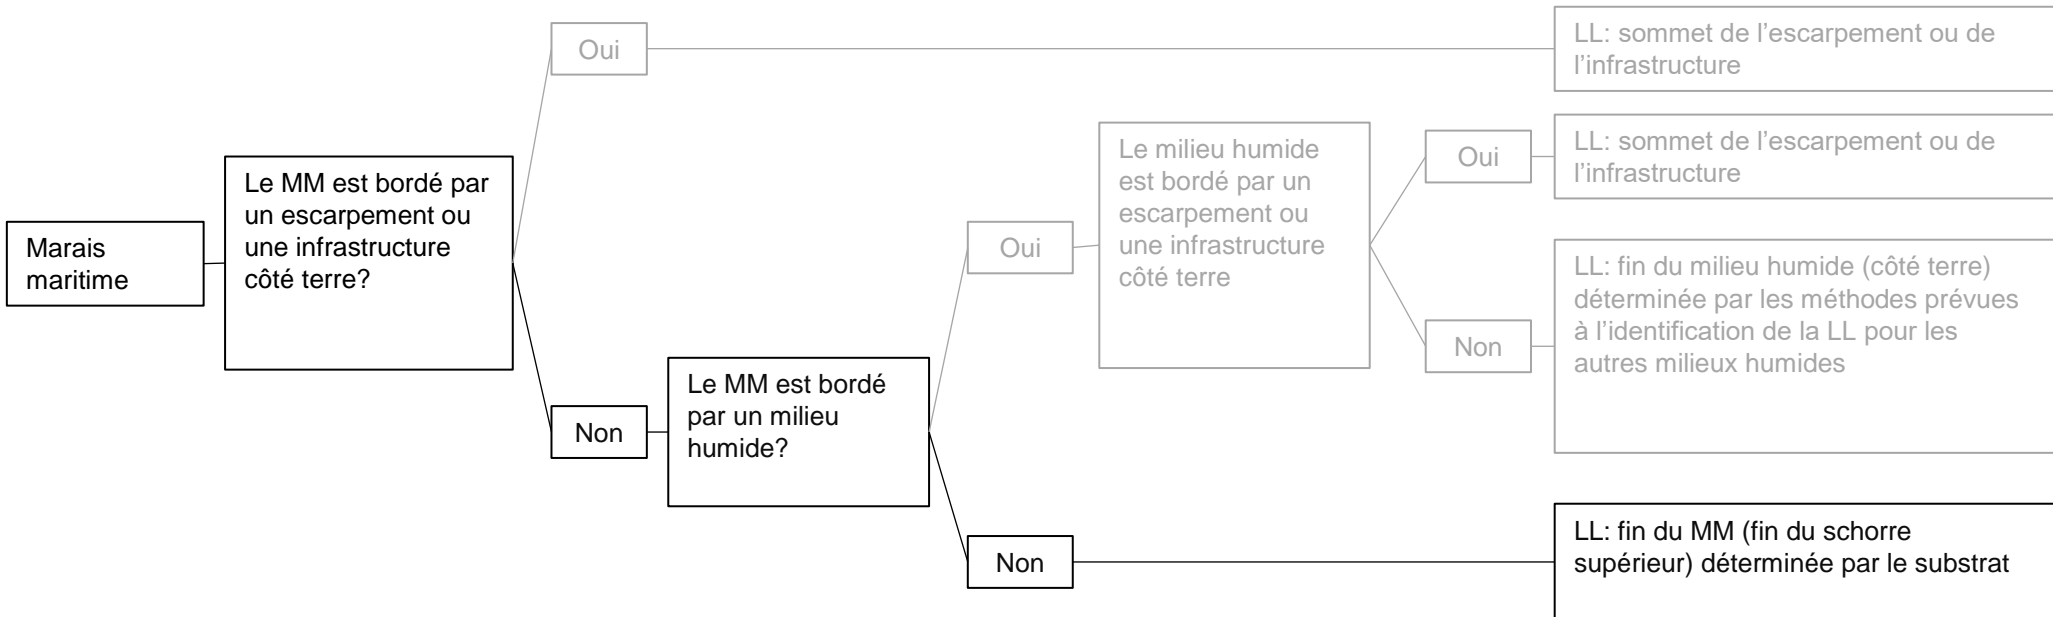 Marais
maritime
Le MM est bordé par
un escarpement ou
une infrastructure
côté terre?
Oui
LL: sommet de l’escarpement ou de
l’infrastructure
Non
Le MM est bordé
par un milieu
humide?
Oui
Le milieu humide
est bordé par un
escarpement ou
une infrastructure
côté terre
Oui
LL: sommet de l’escarpement ou de
l’infrastructure
Non
LL: fin du milieu humide (côté terre)
déterminée par les méthodes prévues
à l’identification de la LL pour les
autres milieux humides
Non
LL: fin du MM (fin du schorre
supérieur) déterminée par le substrat